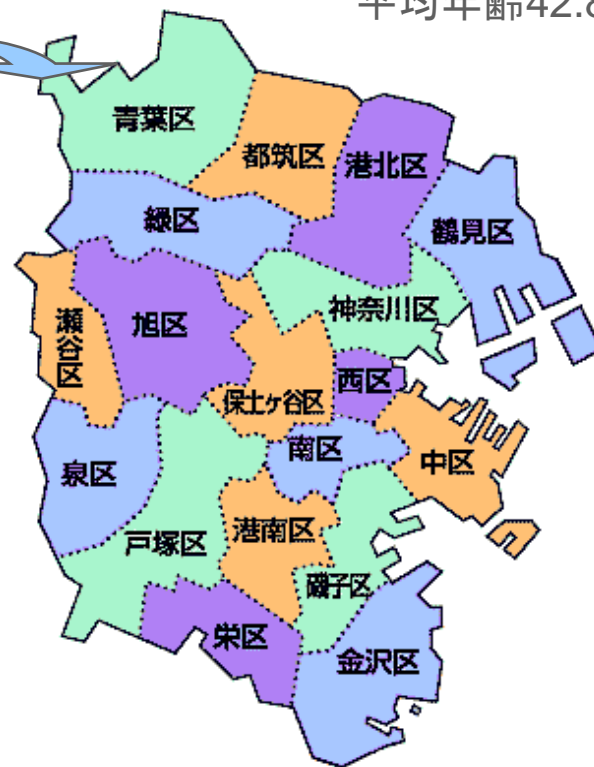 平均年齢42.8
青葉区
都筑区
港北区
緑区
鶴見区
神奈川区
瀬谷区
旭区
西区
保土ヶ谷区
中区
南区
泉区
戸塚区
港南区
磯子区
栄区
金沢区